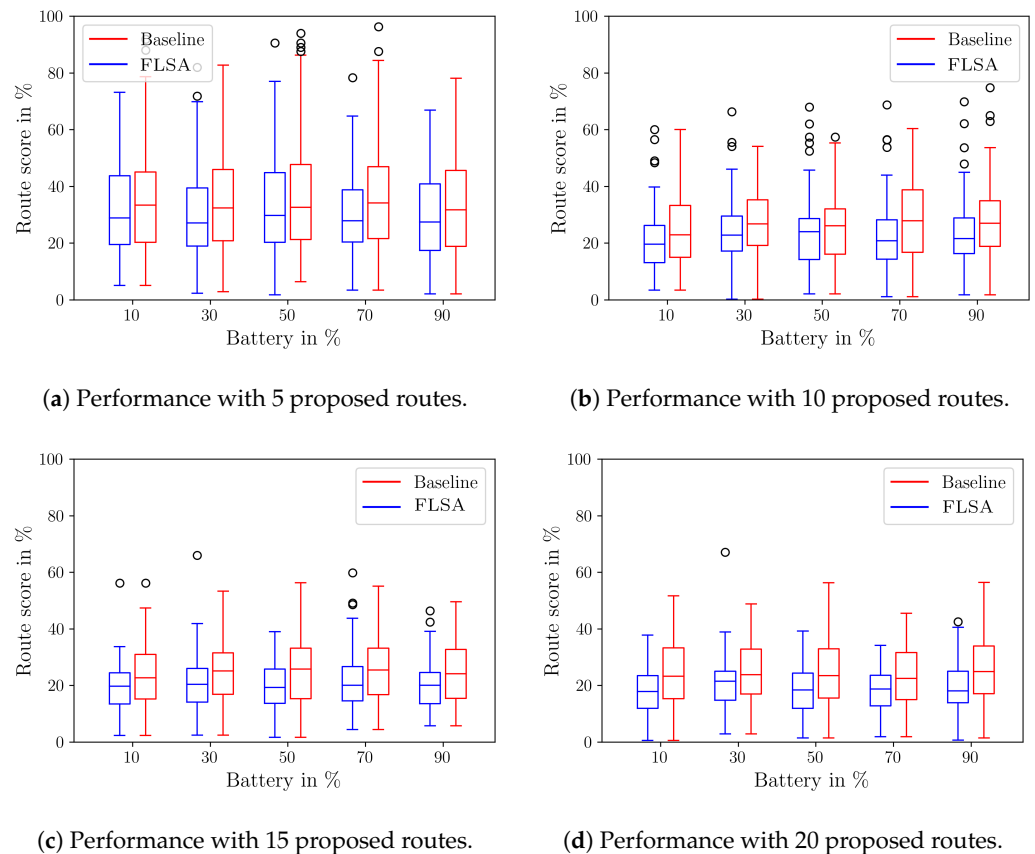 100
80
60
40
20
0
Route score in %
Baseline
FLSA
10 30 50 70 90
Battery in %
(a) Performance with 5 proposed routes.
100
80
60
40
20
0
Route score in %
Baseline
FLSA
10 30 50 70 90
Battery in %
(b) Performance with 10 proposed routes.
100
80
60
40
20
0
Route score in %
Baseline
FLSA
10 30 50 70 90
Battery in %
(c) Performance with 15 proposed routes.
100
80
60
40
20
0
Route score in %
Baseline
FLSA
10 30 50 70 90
Battery in %
(d) Performance with 20 proposed routes.